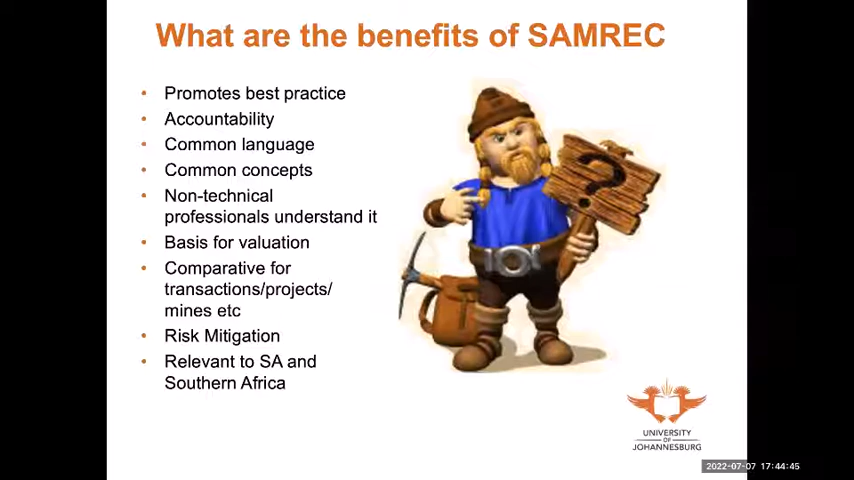 What are the benefits of SAMREC
• Promotes best practice
• Accountability
• Common language
• Common concepts
• Non-technical
professionals understand it
• Basis for valuation
• Comparative for
transactions/projects/
mines etc
• Risk Mitigation
• Relevant to SA and
Southern Africa
?
UNIVERSITY
OF
JOHANNESBURG
2022-07-07 17:44:45